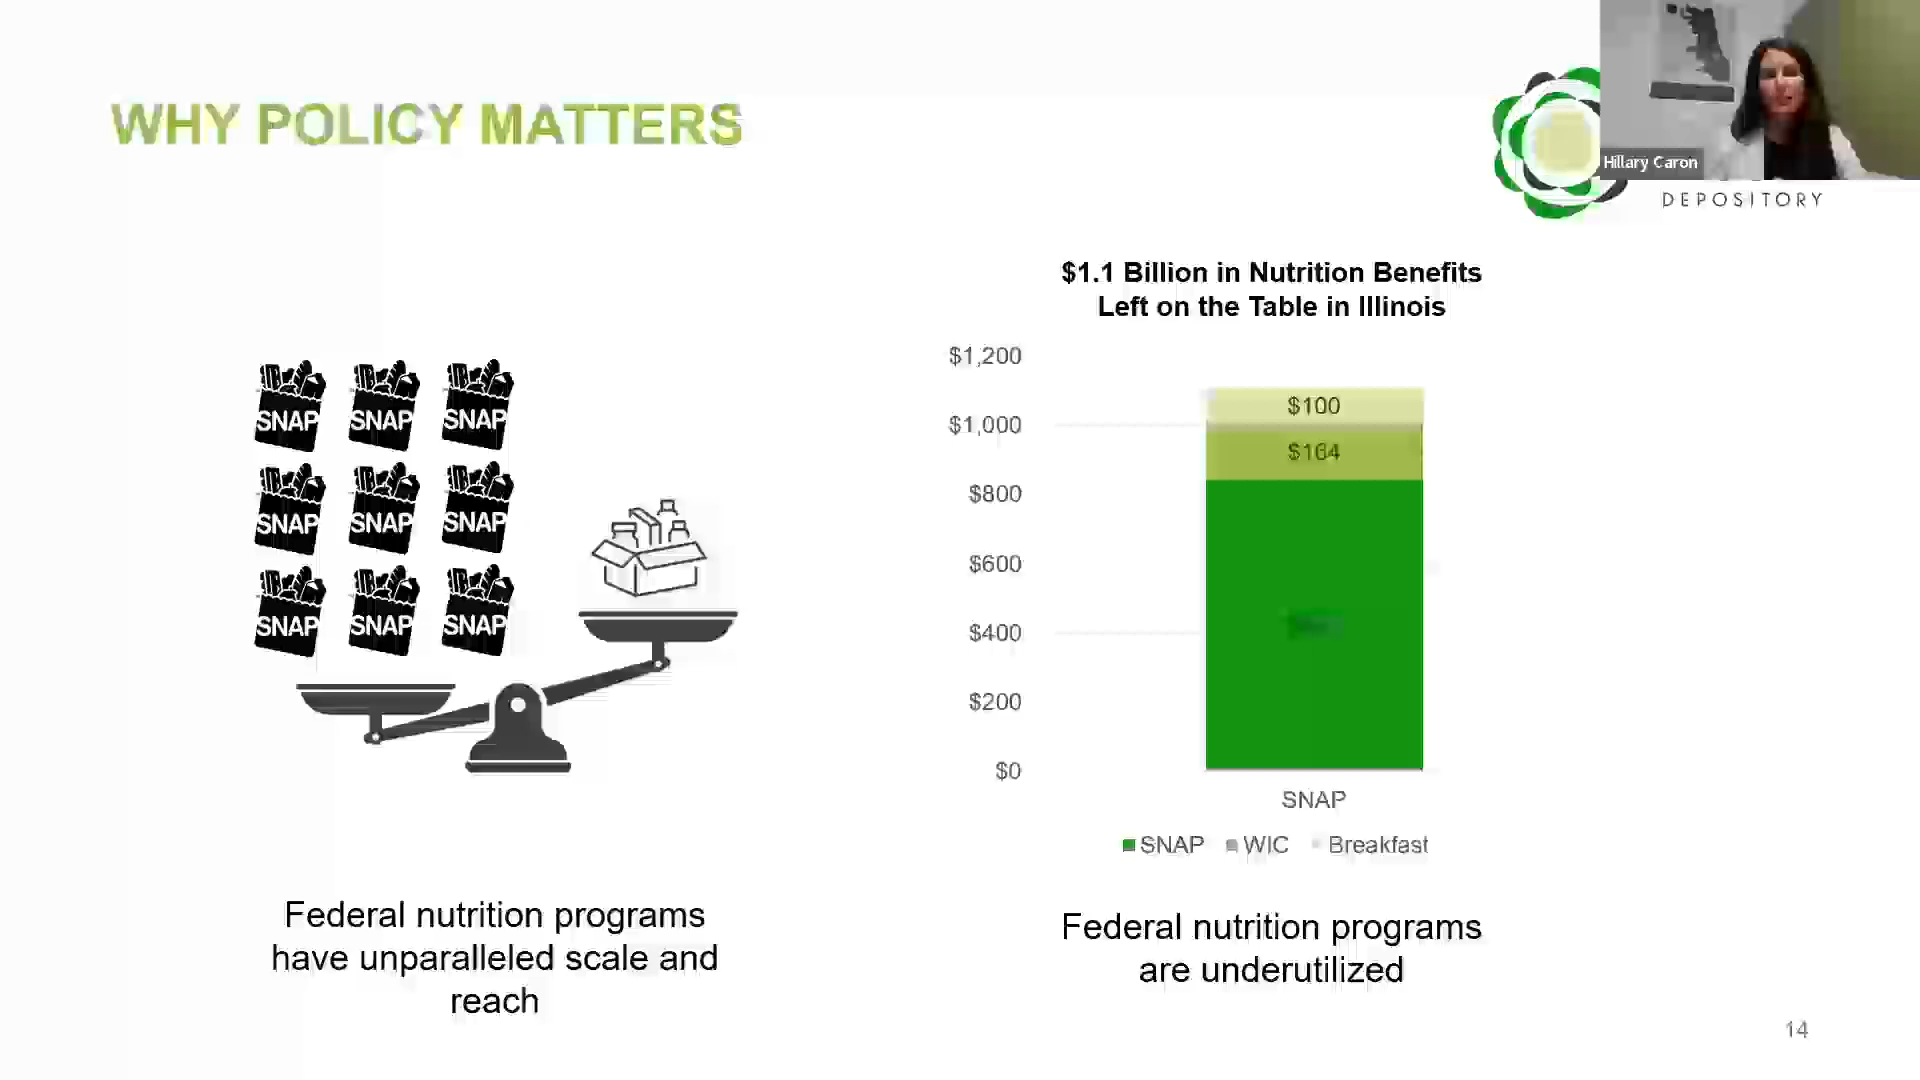 WHY POLICY MATTERS
Hillary Caron
DEPOSITORY
SNAP SNAP SNAP
SNAP SNAP SNAP
SNAP SNAP SNAP
Federal nutrition programs
have unparalleled scale and
reach
$1.1 Billion in Nutrition Benefits
Left on the Table in Illinois
$1,200
$1,000
$800
$600
$400
$200
$0
$100
$164
SNAP
SNAP WIC Breakfast
Federal nutrition programs
are underutilized
14